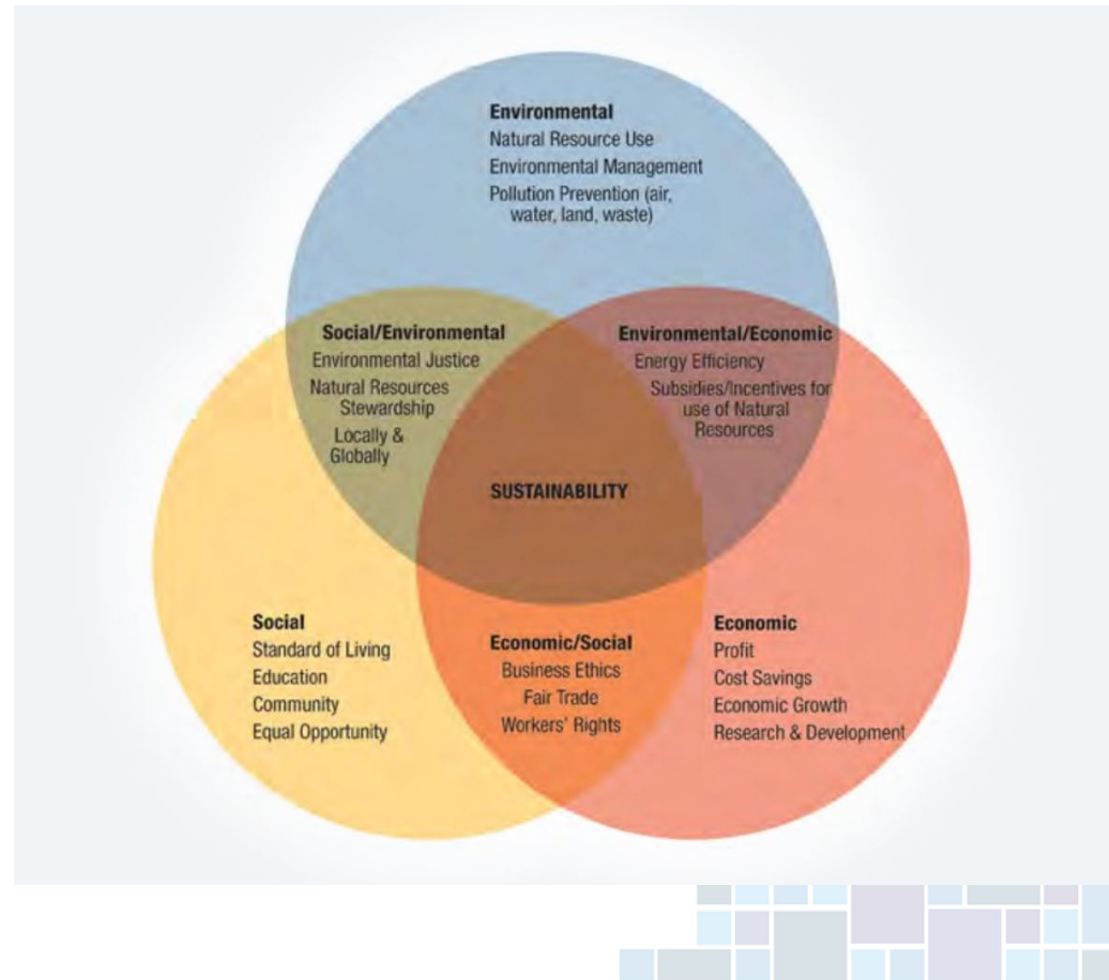 Environmental
Natural Resource Use
Environmental Management
Pollution Prevention (air,
water, land, waste)
Social/Environmental
Environmental Justice
Natural Resources
Stewardship
Locally &
Globally
Environmental/Economic
Energy Efficiency
Subsidies/Incentives for
use of Natural
Resources
SUSTAINABILITY
Social
Standard of Living
Education
Community
Equal Opportunity
Economic/Social
Business Ethics
Fair Trade
Workers' Rights
Economic
Profit
Cost Savings
Economic Growth
Research & Development